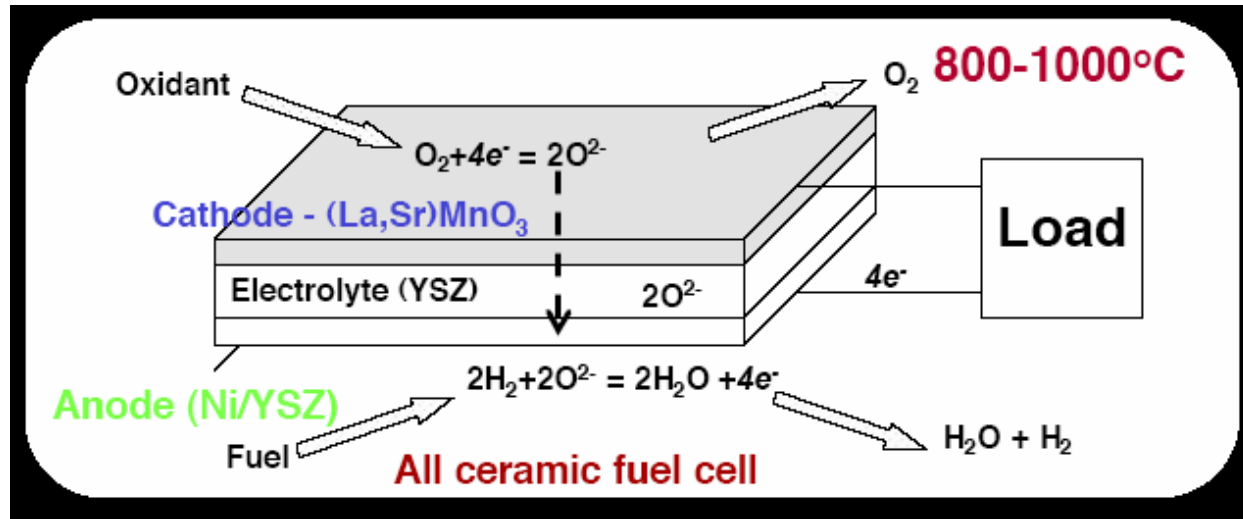 Oxidant
O₂ 800-1000°C
O₂+4e⁻ = 2O²⁻
Cathode - (La,Sr)MnO₃
Load
Electrolyte (YSZ) 2O²⁻
4e⁻
2H₂+2O²⁻ = 2H₂O +4e⁻
Anode (Ni/YSZ)
Fuel
H₂O + H₂
All ceramic fuel cell